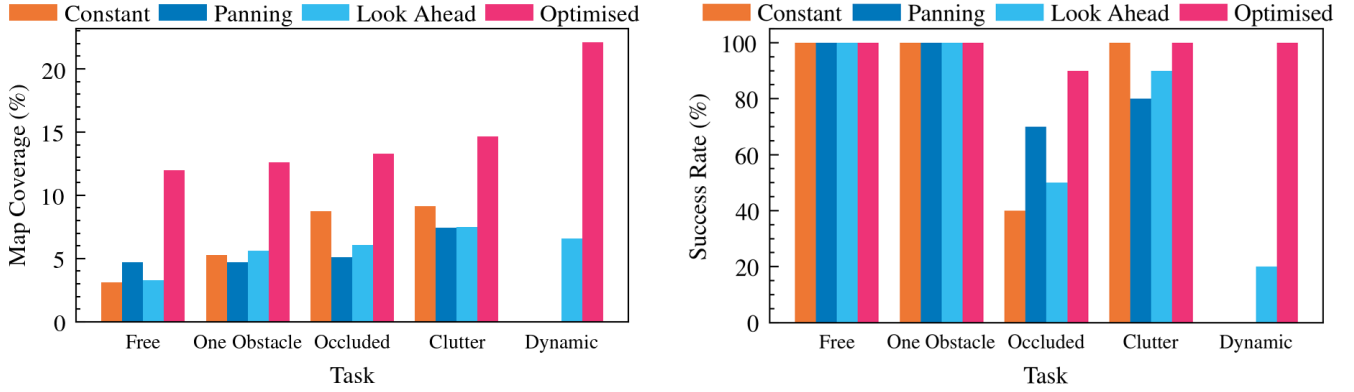 Constant Panning Look Ahead Optimised
Map Coverage (%)
20
15
10
5
0
Free One Obstacle Occluded Clutter Dynamic
Task
Constant Panning Look Ahead Optimised
Success Rate (%)
100
80
60
40
20
0
Free One Obstacle Occluded Clutter Dynamic
Task